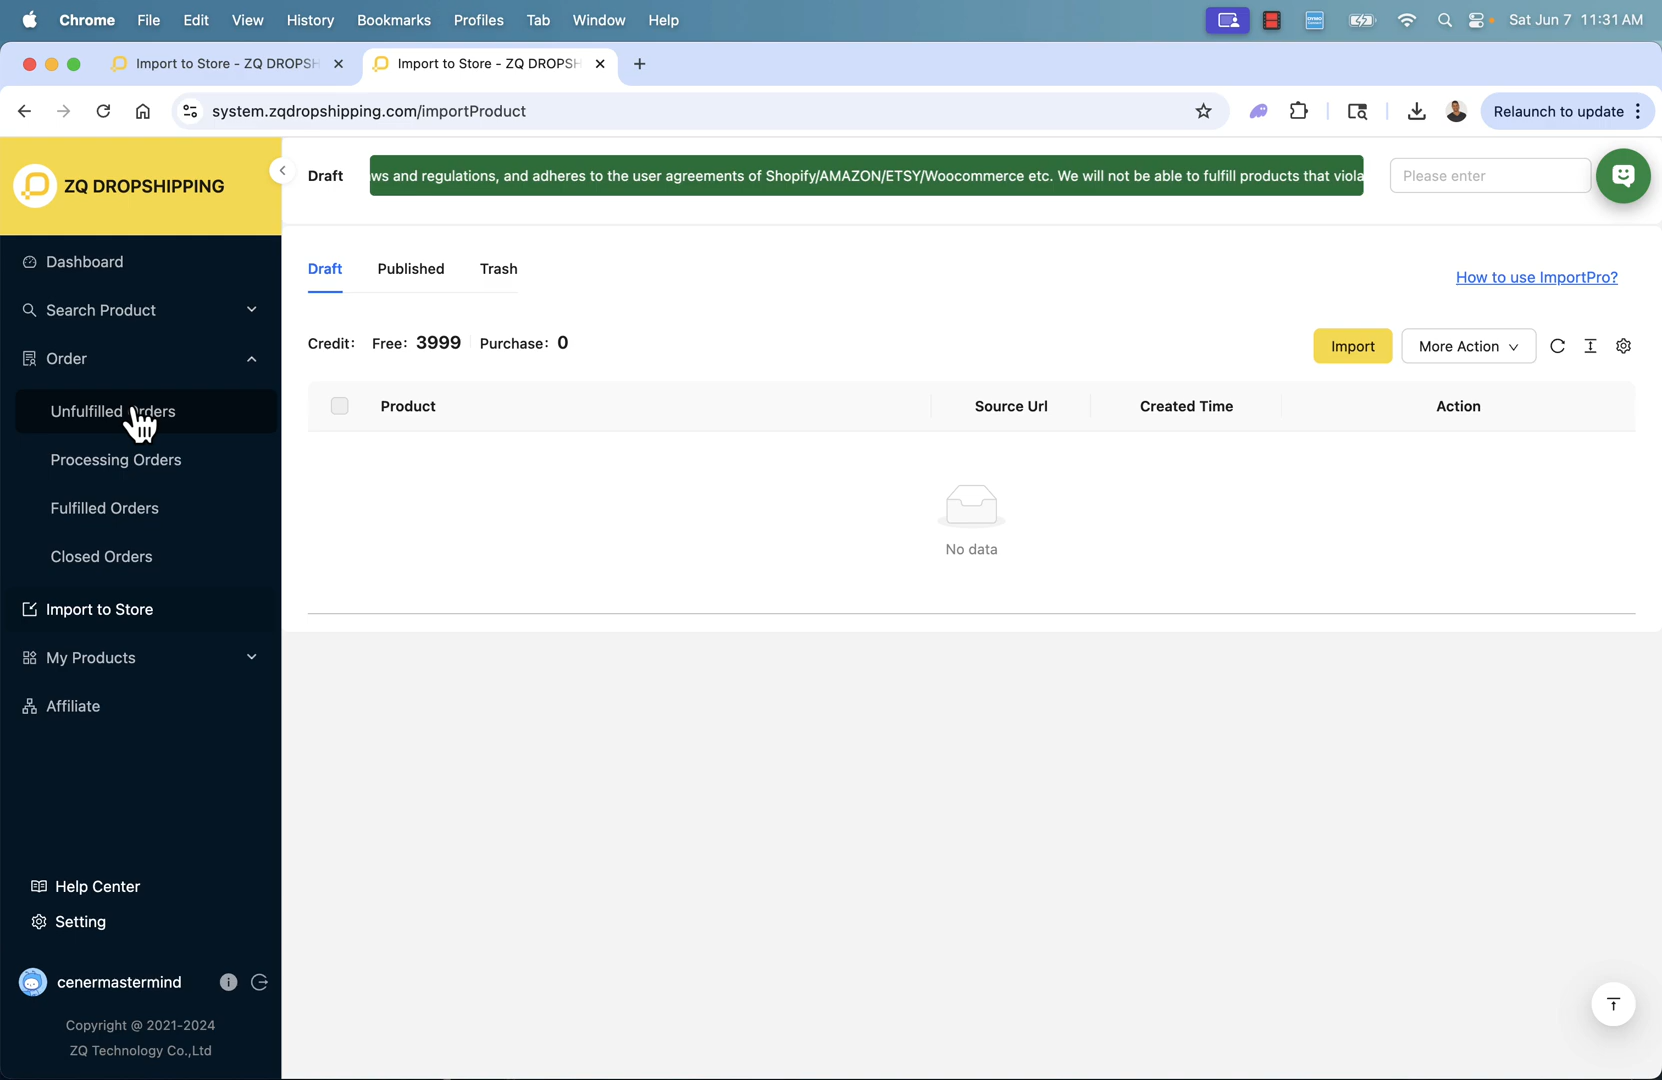 Chrome File Edit View History Bookmarks Profiles Tab Window Help Sat Jun 7 11:31 AM
Import to Store - ZQ DROPSH Import to Store - ZQ DROPSH
system.zqdropshipping.com/importProduct Relaunch to update
ZQ DROPSHIPPING
Draft ws and regulations, and adheres to the user agreements of Shopify/AMAZON/ETSY/Woocommerce etc. We will not be able to fulfill products that viola Please enter
Dashboard
Search Product
Order
Unfulfilled Orders
Processing Orders
Fulfilled Orders
Closed Orders
Import to Store
My Products
Affiliate
Help Center
Setting
cenermastermind
Copyright @ 2021-2024
ZQ Technology Co.,Ltd
Draft Published Trash
How to use ImportPro?
Credit: Free: 3999 Purchase: 0
Import More Action
Product Source Url Created Time Action
No data